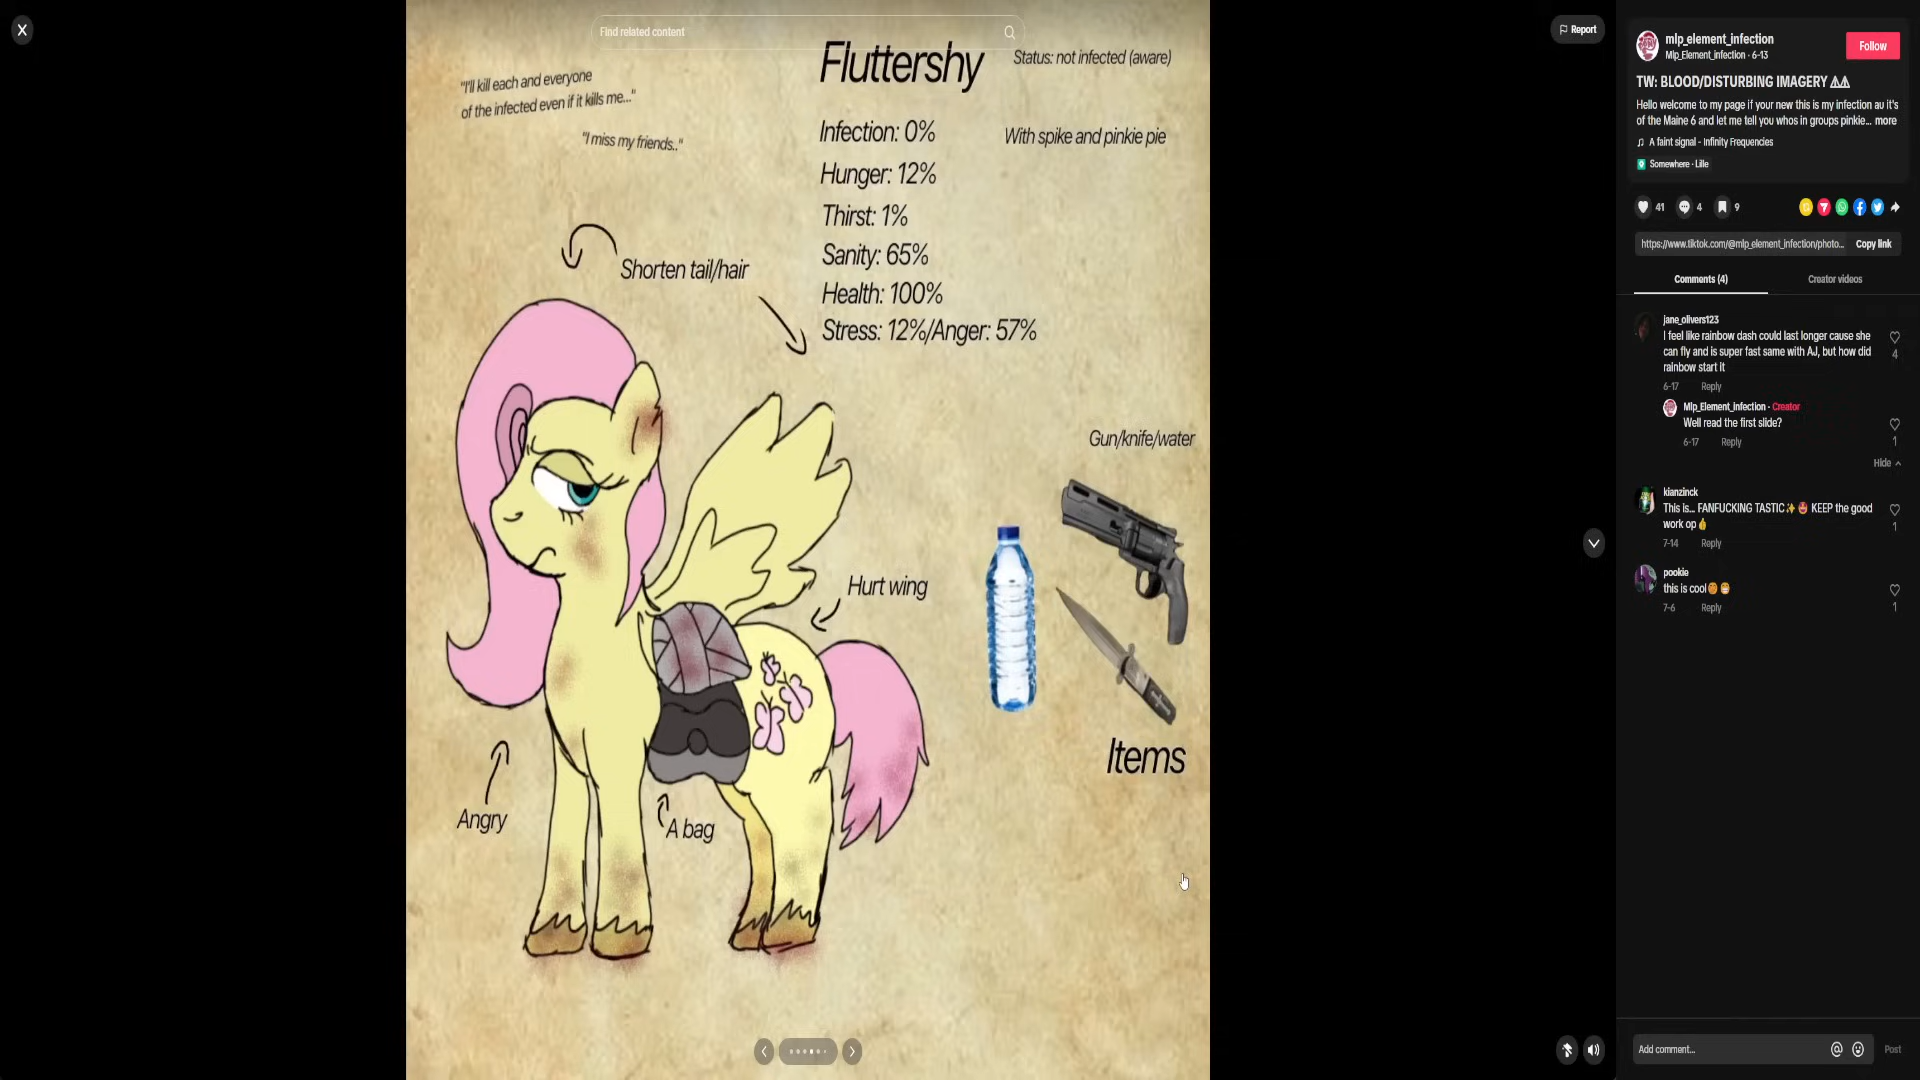 Find related content
Report
Fluttershy
Status: not infected (aware)
"I'll kill each and everyone
of the infected even if it kills me..."
"I miss my friends.."
Infection: 0%
With spike and pinkie pie
Hunger: 12%
Thirst: 1%
Sanity: 65%
Health: 100%
Stress: 12%/Anger: 57%
Shorten tail/hair
Gun/knife/water
Hurt wing
Items
Angry
A bag
mlp_element_infection
Mlp_Element_infection · 6-13
Follow
TW: BLOOD/DISTURBING IMAGERY ⚠⚠
Hello welcome to my page if your new this is my infection au it's
of the Maine 6 and let me tell you whos in groups pinkie... more
A faint signal - Infinity Frequencies
Somewhere · Lille
41
4
9
https://www.tiktok.com/@mlp_element_infection/photo...
Copy link
Comments (4)
Creator videos
jane_olivers123
I feel like rainbow dash could last longer cause she
can fly and is super fast same with AJ, but how did
rainbow start it
4
6-17
Reply
Mlp_Element_infection · Creator
Well read the first slide?
1
6-17
Reply
Hide
kianzinck
This is... FANFUCKING TASTIC✨🤩 KEEP the good
work op👍
1
7-14
Reply
pookie
this is cool
1
7-6
Reply
Add comment...
Post